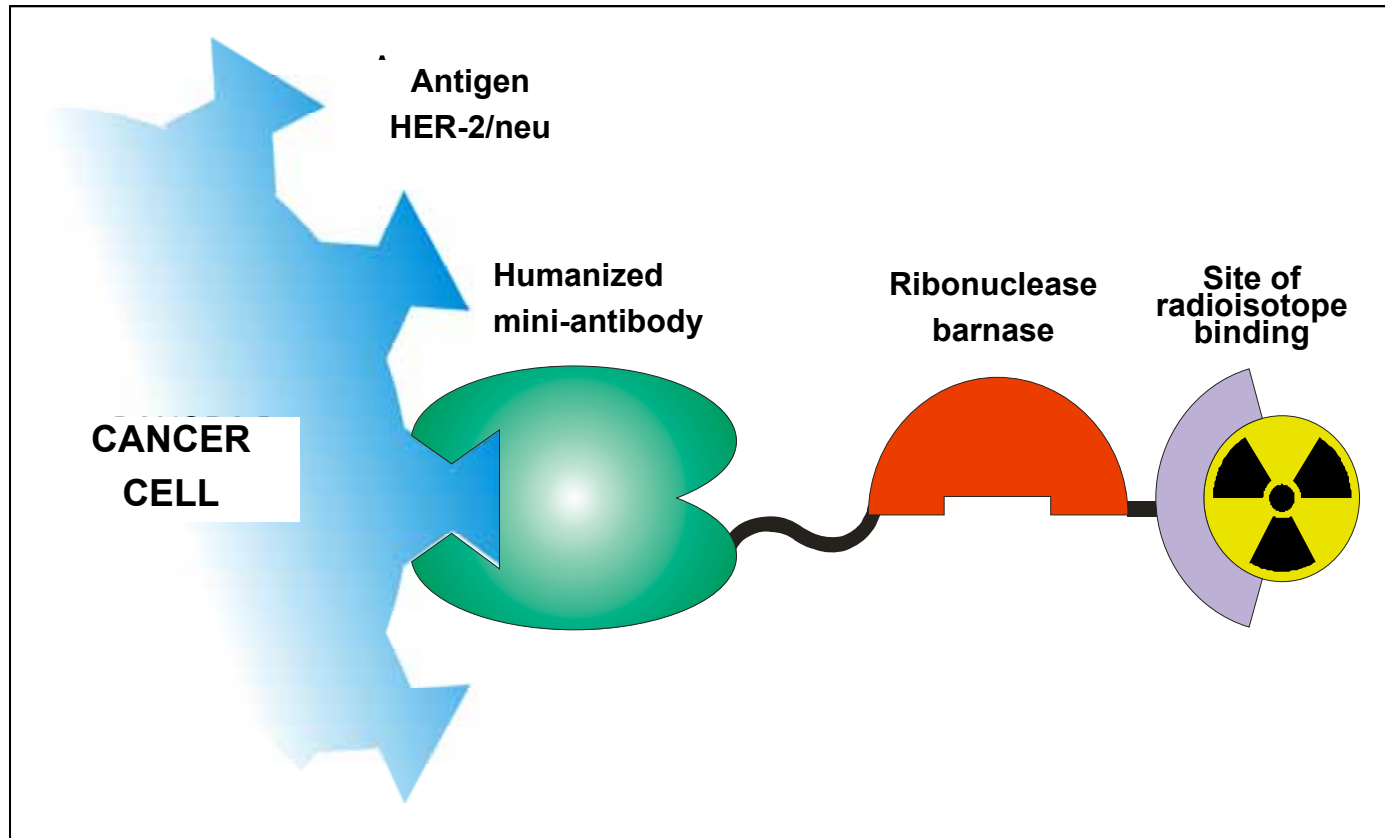 Antigen
HER-2/neu
Humanized
mini-antibody
Ribonuclease
barnase
Site of
radioisotope
binding
CANCER
CELL